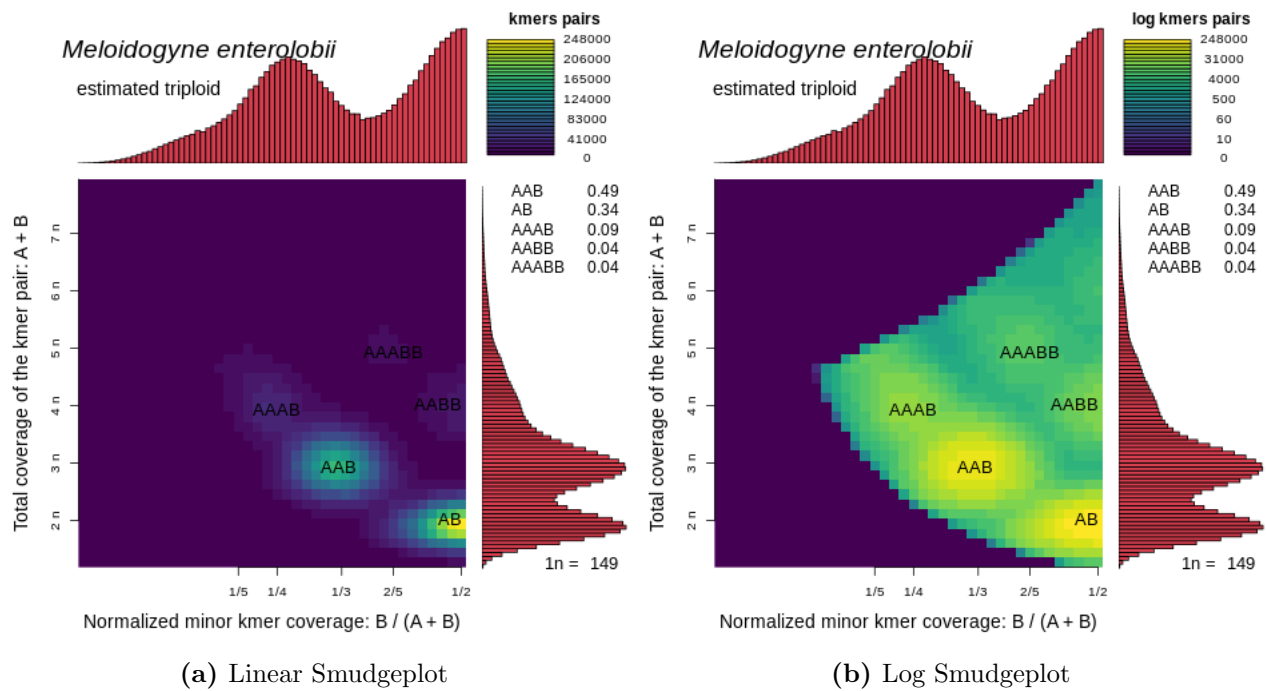 kmers pairs
Meloidogyne enterolobii
estimated triploid
248000
206000
165000
124000
83000
41000
0
AAB 0.49
AB 0.34
AAAB 0.09
AABB 0.04
AAABB 0.04
Total coverage of the kmer pair: A + B
7 n
6 n
5 n
4 n
3 n
2 n
AAABB
AAAB
AABB
AAB
AB
1n = 149
1/5 1/4 1/3 2/5 1/2
Normalized minor kmer coverage: B / (A + B)
(a) Linear Smudgeplot
log kmers pairs
Meloidogyne enterolobii
estimated triploid
248000
31000
4000
500
60
10
0
AAB 0.49
AB 0.34
AAAB 0.09
AABB 0.04
AAABB 0.04
Total coverage of the kmer pair: A + B
7 n
6 n
5 n
4 n
3 n
2 n
AAABB
AAAB
AABB
AAB
AB
1n = 149
1/5 1/4 1/3 2/5 1/2
Normalized minor kmer coverage: B / (A + B)
(b) Log Smudgeplot